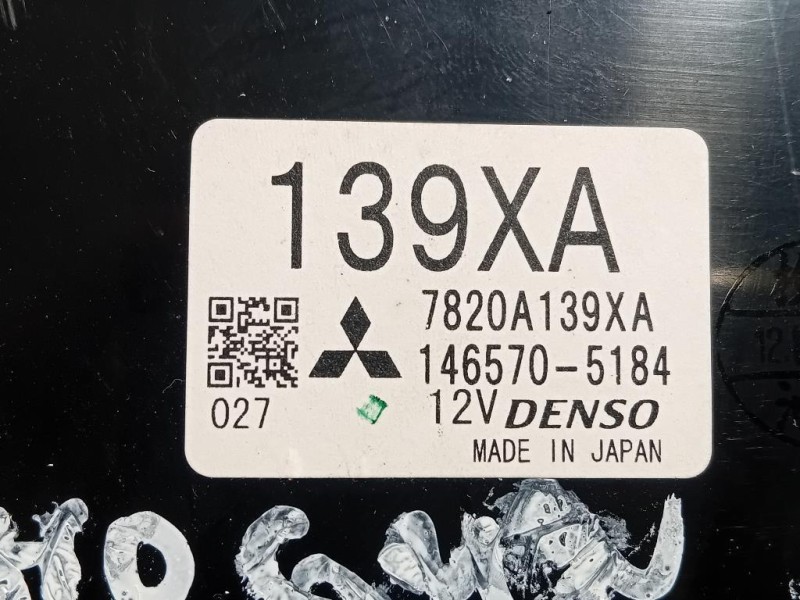 139XA
7820A139XA
146570-5184
027
12V DENSO
MADE IN JAPAN